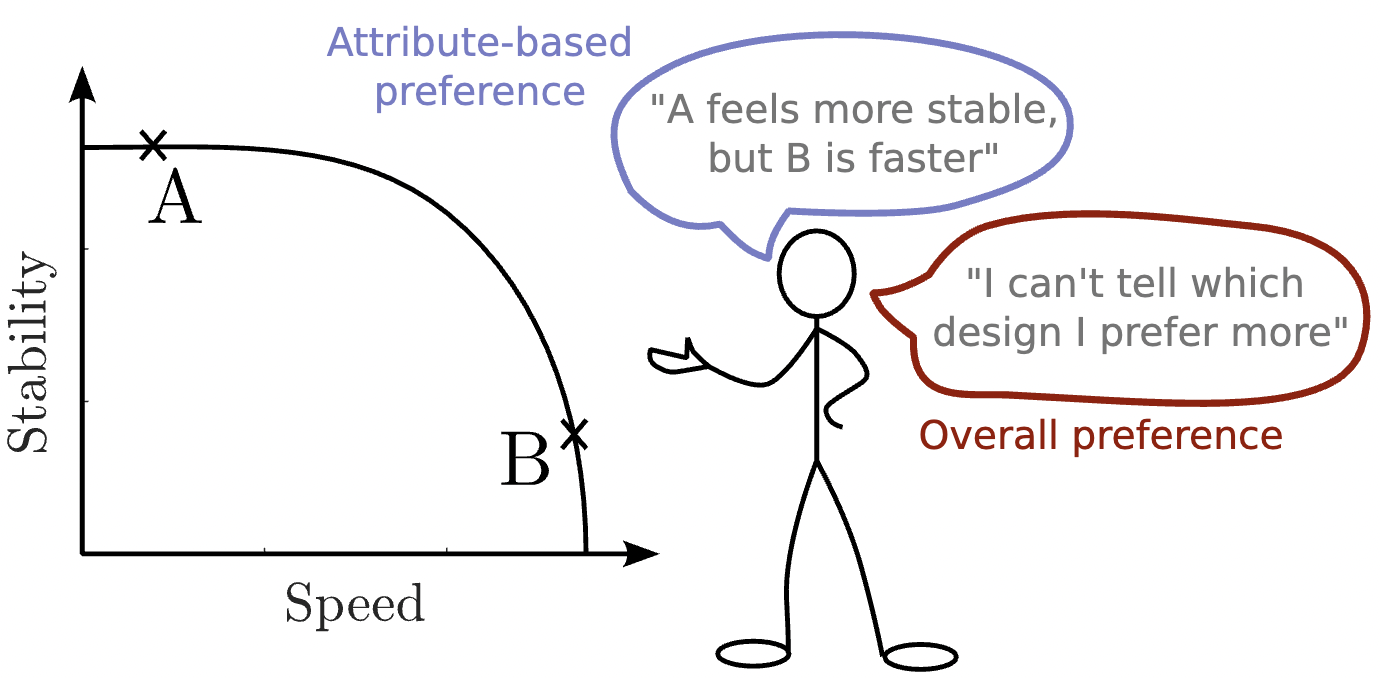 Attribute-based
preference
"A feels more stable,
but B is faster"
A
Stability
B
Speed
"I can't tell which
design I prefer more"
Overall preference